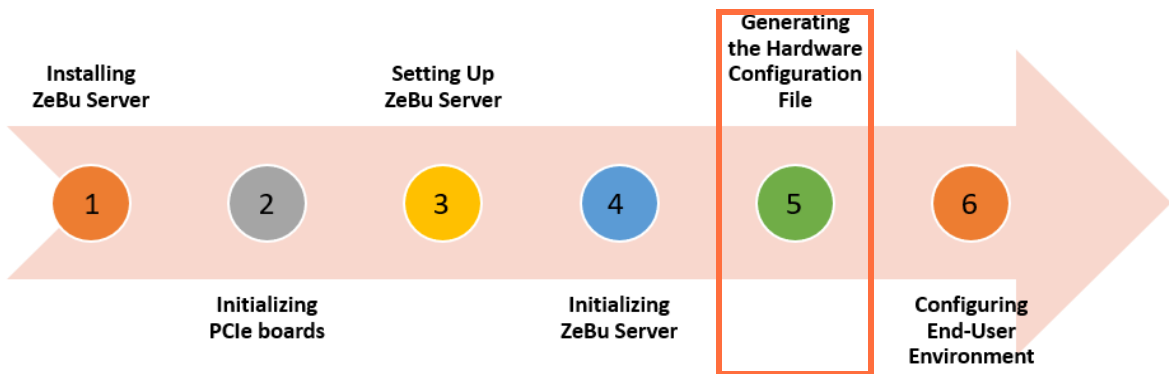 Installing
ZeBu Server
1
2
Initializing
PCIe boards
Setting Up
ZeBu Server
3
4
Initializing
ZeBu Server
Generating
the Hardware
Configuration
File
5
6
Configuring
End-User
Environment